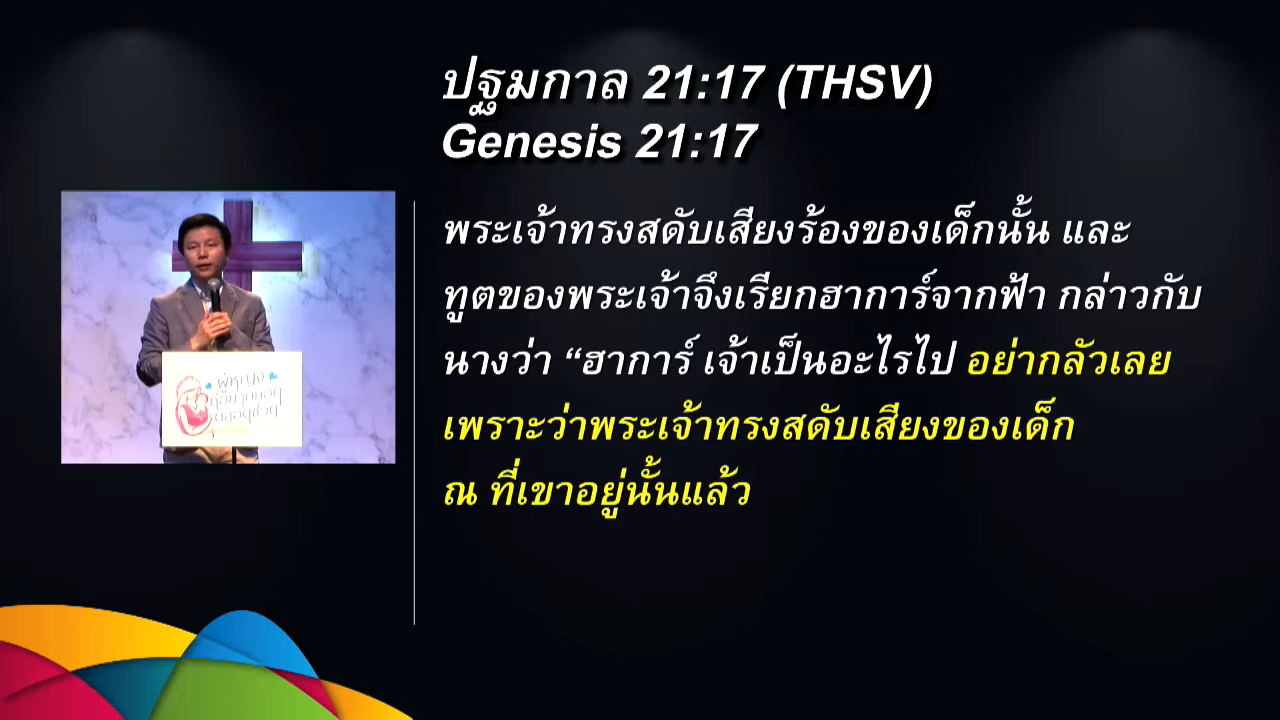 ปฐมกาล 21:17 (THSV)
Genesis 21:17
พระเจ้าทรงสดับเสียงร้องของเด็กนั้น และ
ทูตของพระเจ้าจึงเรียกฮาการ์จากฟ้า กล่าวกับ
นางว่า “ฮาการ์ เจ้าเป็นอะไรไป อย่ากลัวเลย
เพราะว่าพระเจ้าทรงสดับเสียงของเด็ก
ณ ที่เขาอยู่นั้นแล้ว
ผู้หญิง